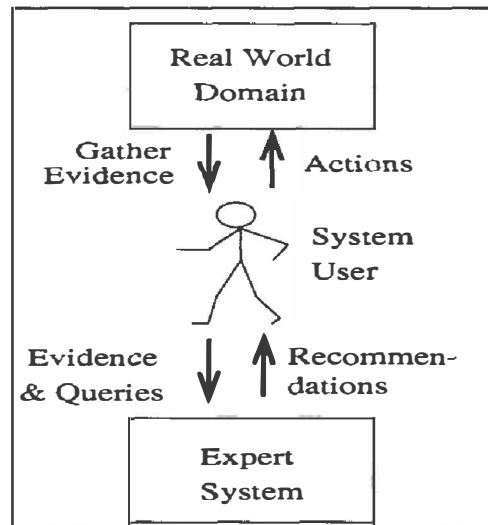 Real World
Domain
Gather
Evidence
Actions
System
User
Evidence
& Queries
Recommen-
dations
Expert
System